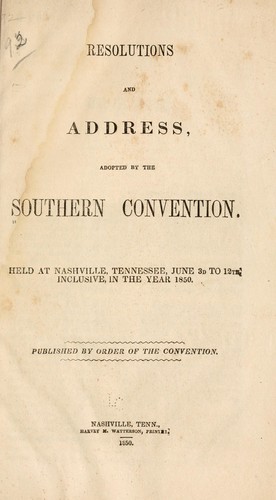 92
RESOLUTIONS
AND
ADDRESS,
ADOPTED BY THE
SOUTHERN CONVENTION.
HELD AT NASHVILLE, TENNESSEE, JUNE 3D TO 12TH,
INCLUSIVE, IN THE YEAR 1850.
PUBLISHED BY ORDER OF THE CONVENTION.
NASHVILLE, TENN.,
HARVEY M. WATTERSON, PRINTER,
1850.